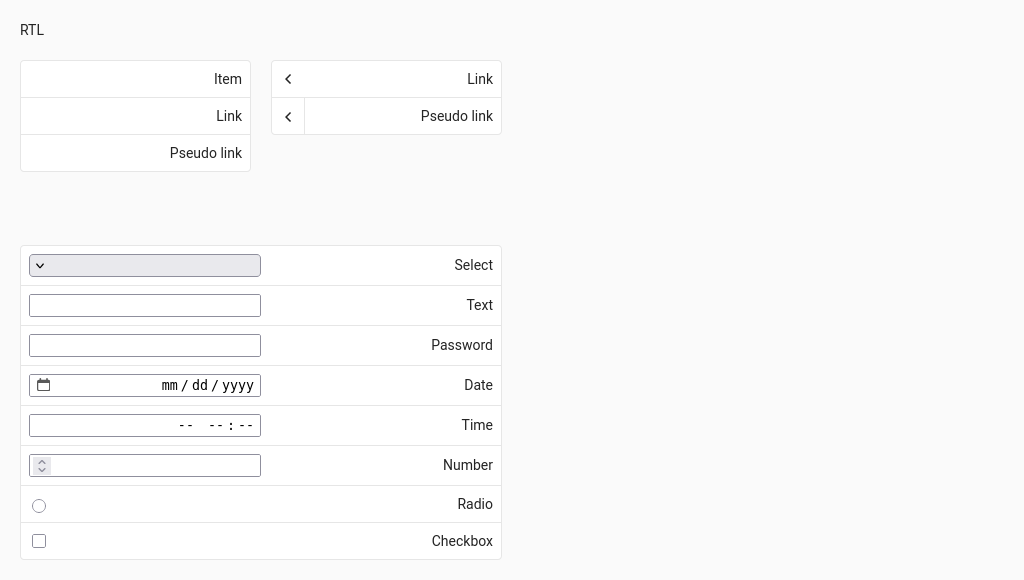 RTL
Item
Link
Pseudo link
Link
Pseudo link
Select
Text
Password
Date mm/dd/yyyy
Time -- --:--
Number
Radio
Checkbox